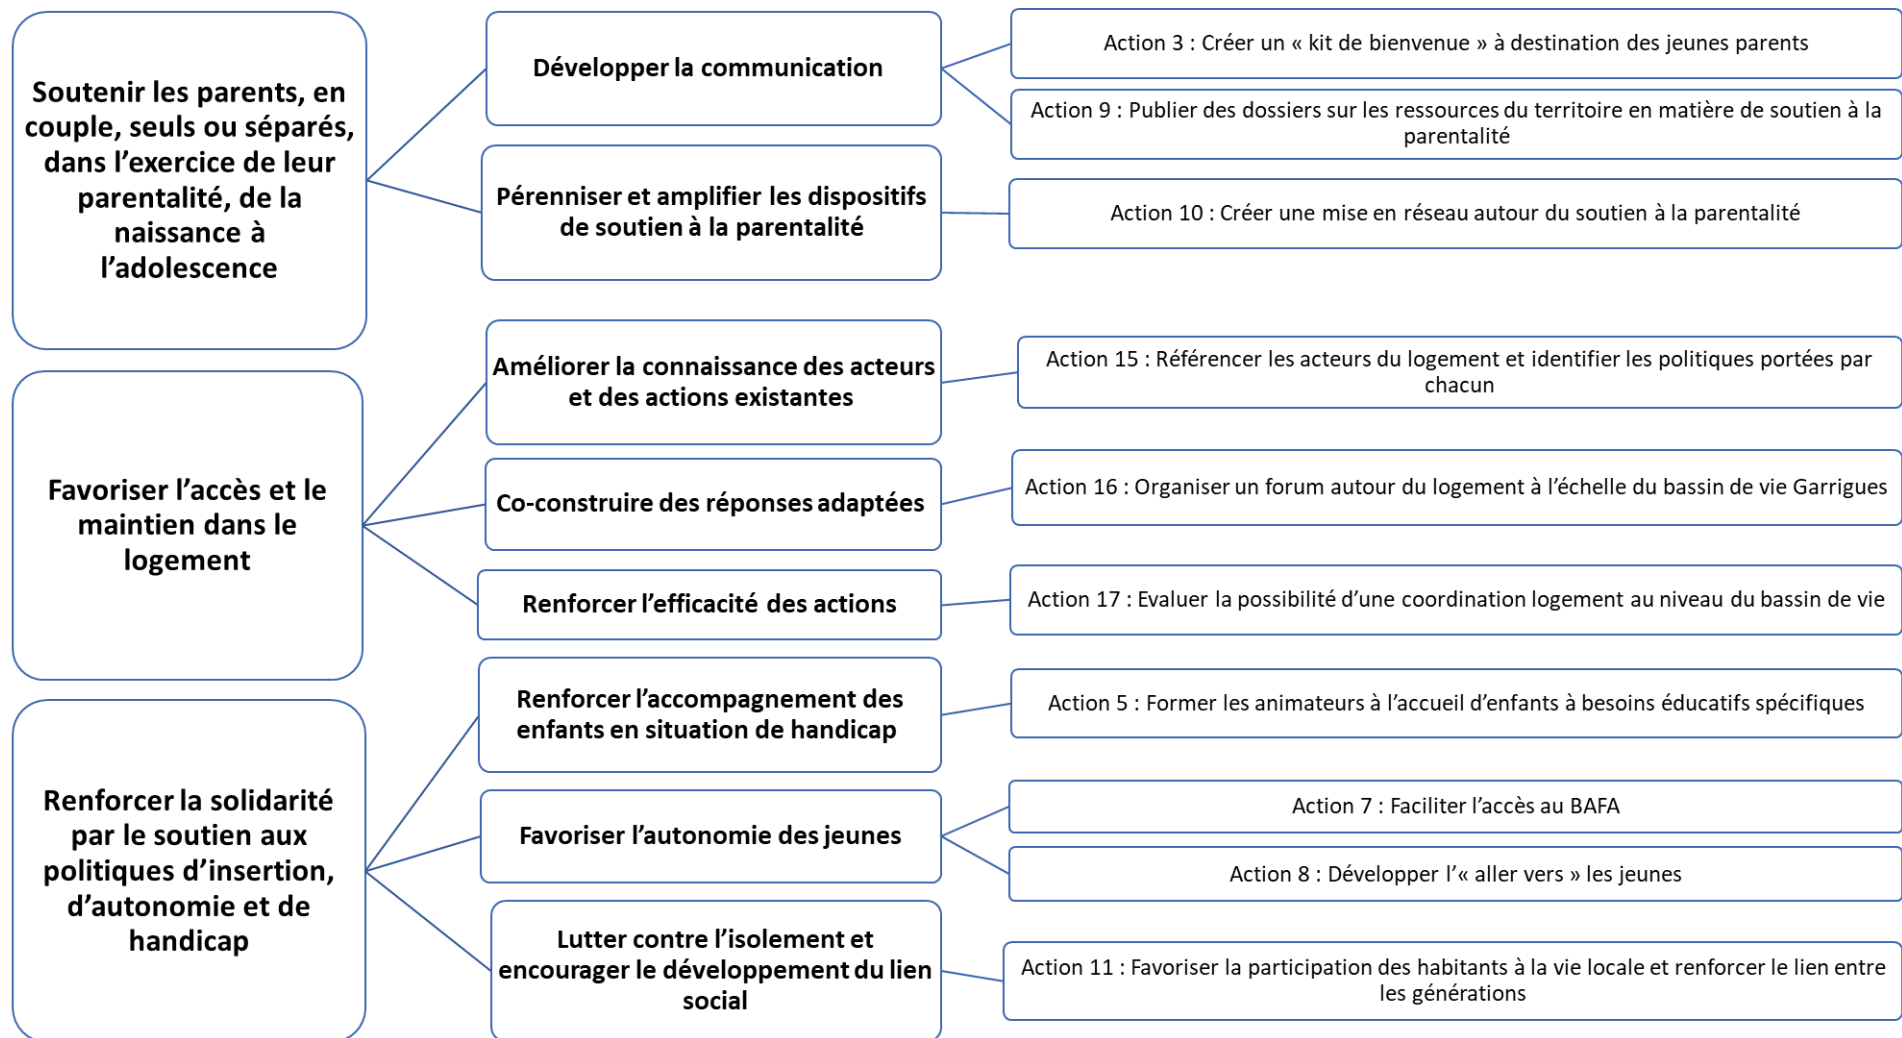 Soutenir les parents, en
couple, seuls ou séparés,
dans l’exercice de leur
parentalité, de la
naissance à
l’adolescence
Développer la communication
Action 3 : Créer un « kit de bienvenue » à destination des jeunes parents
Action 9 : Publier des dossiers sur les ressources du territoire en matière de soutien à la
parentalité
Pérenniser et amplifier les dispositifs
de soutien à la parentalité
Action 10 : Créer une mise en réseau autour du soutien à la parentalité
Favoriser l’accès et le
maintien dans le
logement
Améliorer la connaissance des acteurs
et des actions existantes
Action 15 : Référencer les acteurs du logement et identifier les politiques portées par
chacun
Co-construire des réponses adaptées
Action 16 : Organiser un forum autour du logement à l’échelle du bassin de vie Garrigues
Renforcer l’efficacité des actions
Action 17 : Evaluer la possibilité d’une coordination logement au niveau du bassin de vie
Renforcer la solidarité
par le soutien aux
politiques d’insertion,
d’autonomie et de
handicap
Renforcer l’accompagnement des
enfants en situation de handicap
Action 5 : Former les animateurs à l’accueil d’enfants à besoins éducatifs spécifiques
Favoriser l’autonomie des jeunes
Action 7 : Faciliter l’accès au BAFA
Action 8 : Développer l’« aller vers » les jeunes
Lutter contre l’isolement et
encourager le développement du lien
social
Action 11 : Favoriser la participation des habitants à la vie locale et renforcer le lien entre
les générations